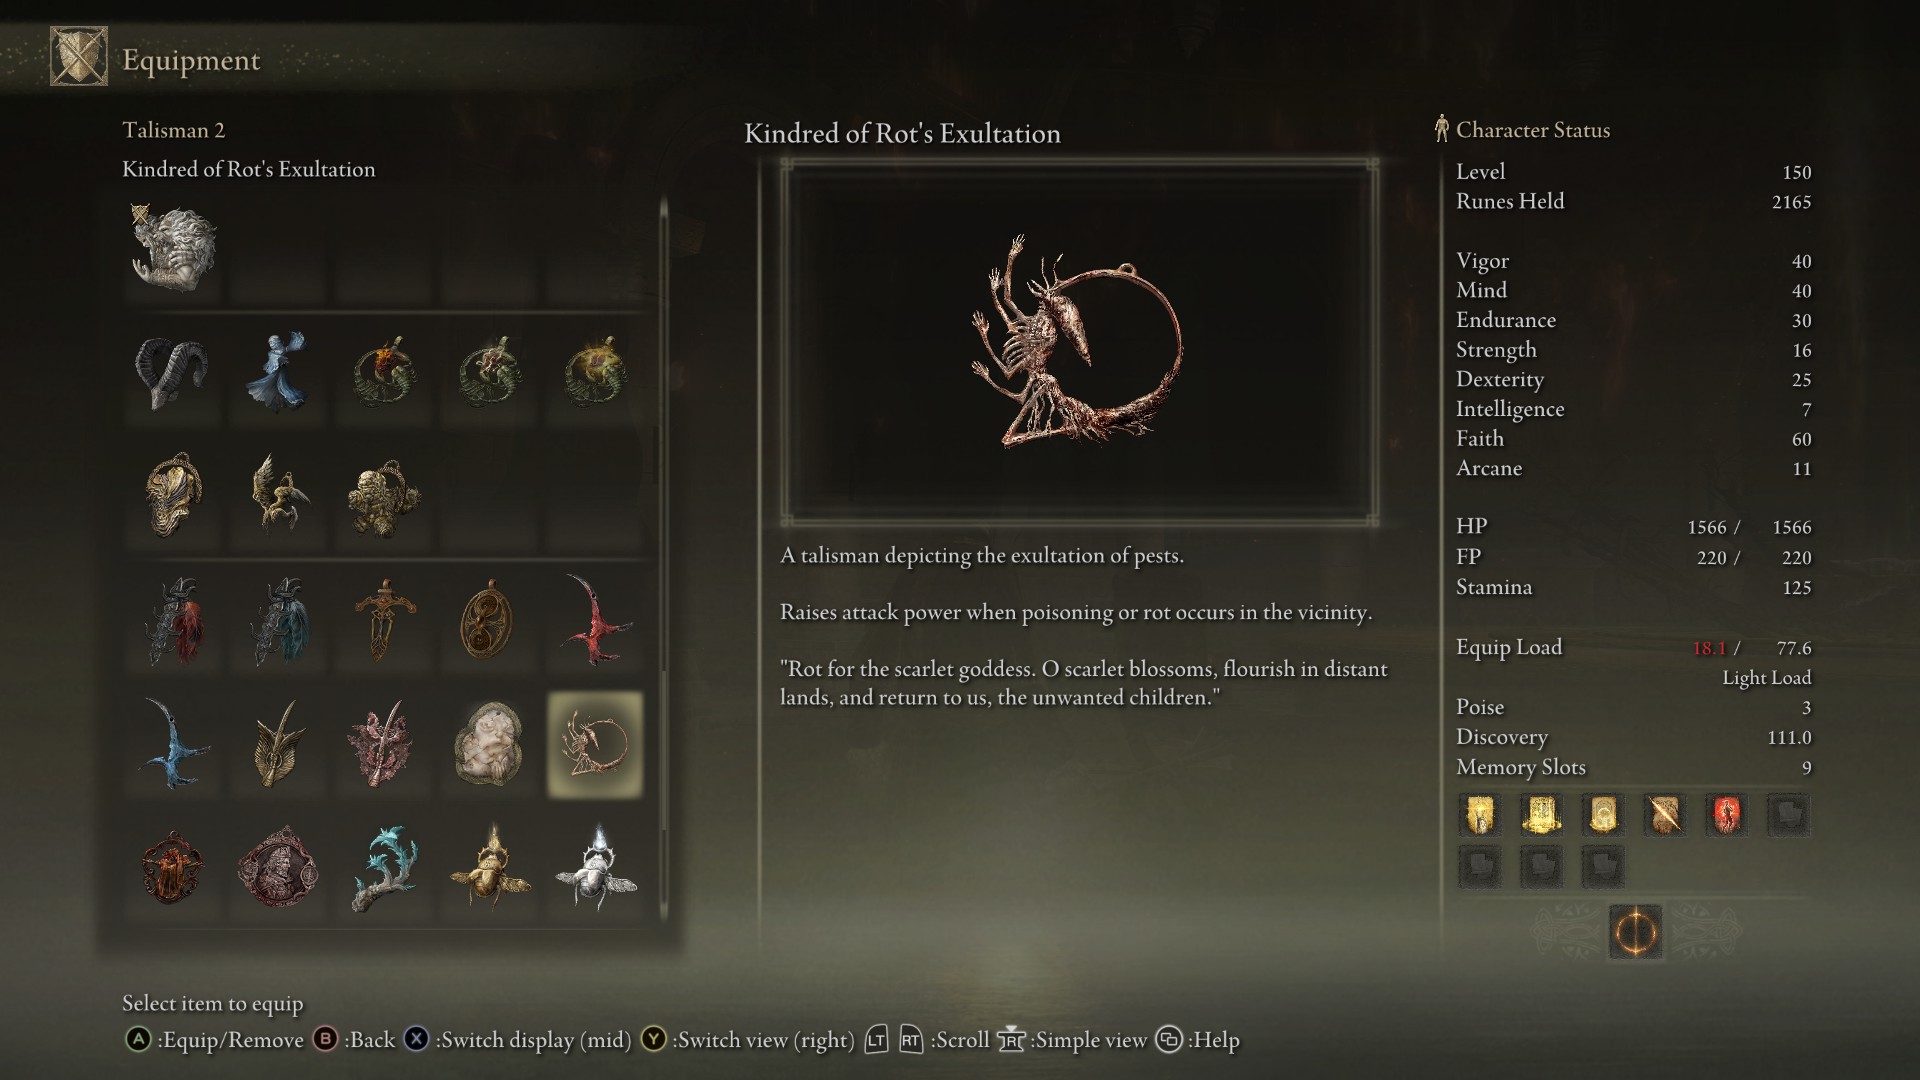 Equipment
Talisman 2
Kindred of Rot's Exultation
Kindred of Rot's Exultation
A talisman depicting the exultation of pests.
Raises attack power when poisoning or rot occurs in the vicinity.
"Rot for the scarlet goddess. O scarlet blossoms, flourish in distant
lands, and return to us, the unwanted children."
Character Status
Level 150
Runes Held 2165
Vigor 40
Mind 40
Endurance 30
Strength 16
Dexterity 25
Intelligence 7
Faith 60
Arcane 11
HP 1566 / 1566
FP 220 / 220
Stamina 125
Equip Load 18.1 / 77.6
Light Load
Poise 3
Discovery 111.0
Memory Slots 9
Select item to equip
A :Equip/Remove B :Back X :Switch display (mid) Y :Switch view (right) LT RT :Scroll R :Simple view :Help